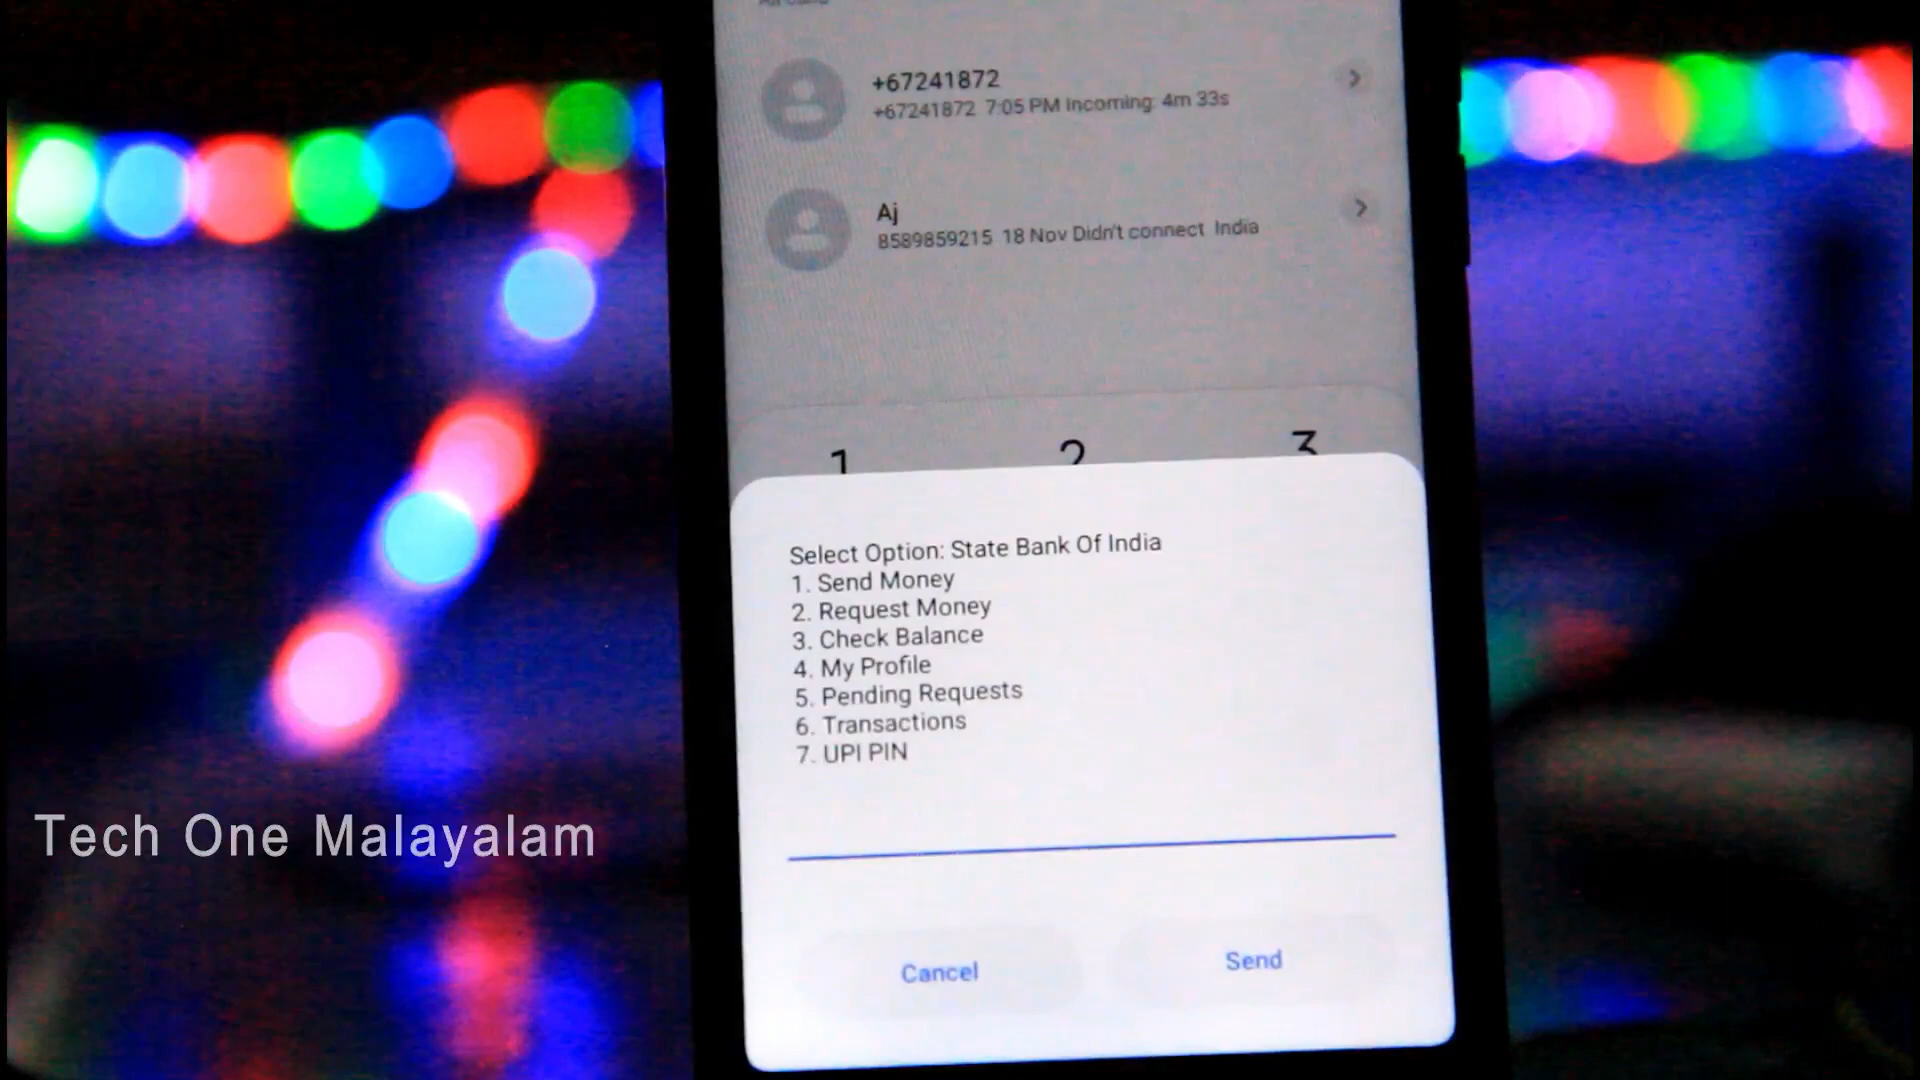 +67241872
+67241872 7:05 PM Incoming: 4m 33s
Aj
8589859215 18 Nov Didn't connect India
1 2 3
Select Option: State Bank Of India
1. Send Money
2. Request Money
3. Check Balance
4. My Profile
5. Pending Requests
6. Transactions
7. UPI PIN
Tech One Malayalam
Cancel Send